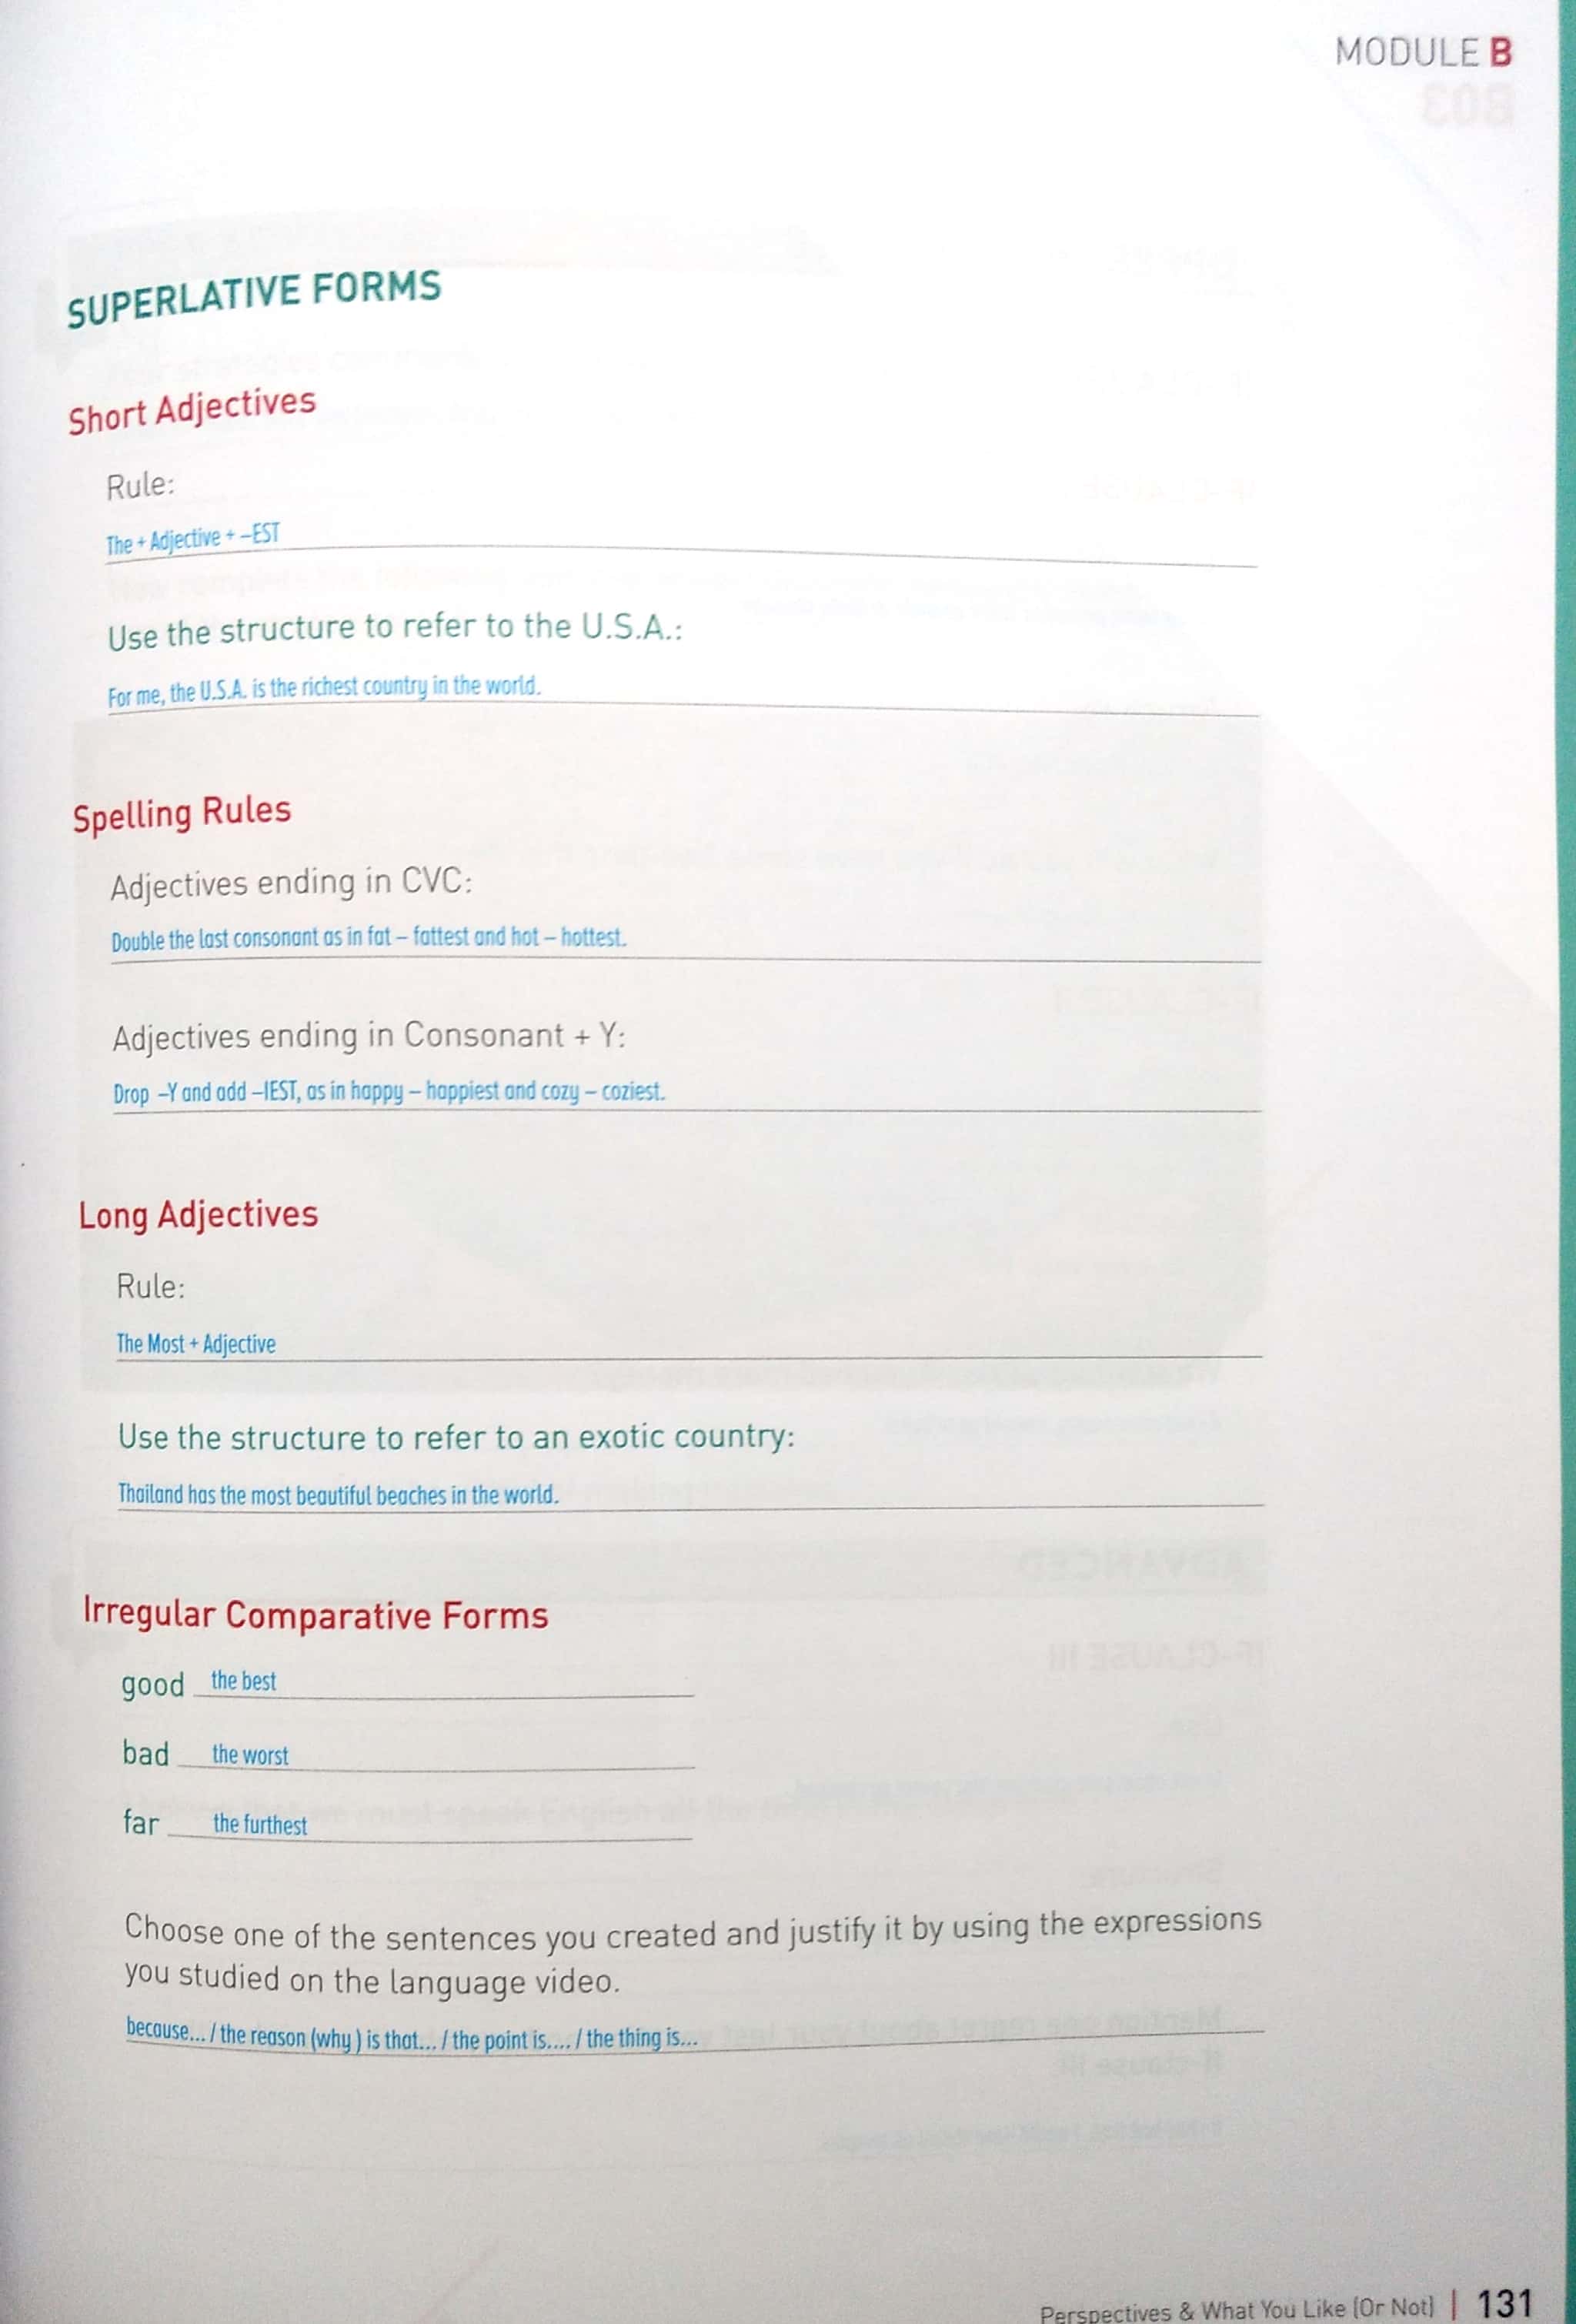 MODULE B
SUPERLATIVE FORMS
Short Adjectives
Rule:
The + Adjective + –EST
Use the structure to refer to the U.S.A.:
For me, the U.S.A. is the richest country in the world.
Spelling Rules
Adjectives ending in CVC:
Double the last consonant as in fat – fattest and hot – hottest.
Adjectives ending in Consonant + Y:
Drop –Y and add –IEST, as in happy – happiest and cozy – coziest.
Long Adjectives
Rule:
The Most + Adjective
Use the structure to refer to an exotic country:
Thailand has the most beautiful beaches in the world.
Irregular Comparative Forms
good the best
bad the worst
far the furthest
Choose one of the sentences you created and justify it by using the expressions
you studied on the language video.
because... / the reason (why ) is that... / the point is.... / the thing is...
Perspectives & What You Like (Or Not) | 131